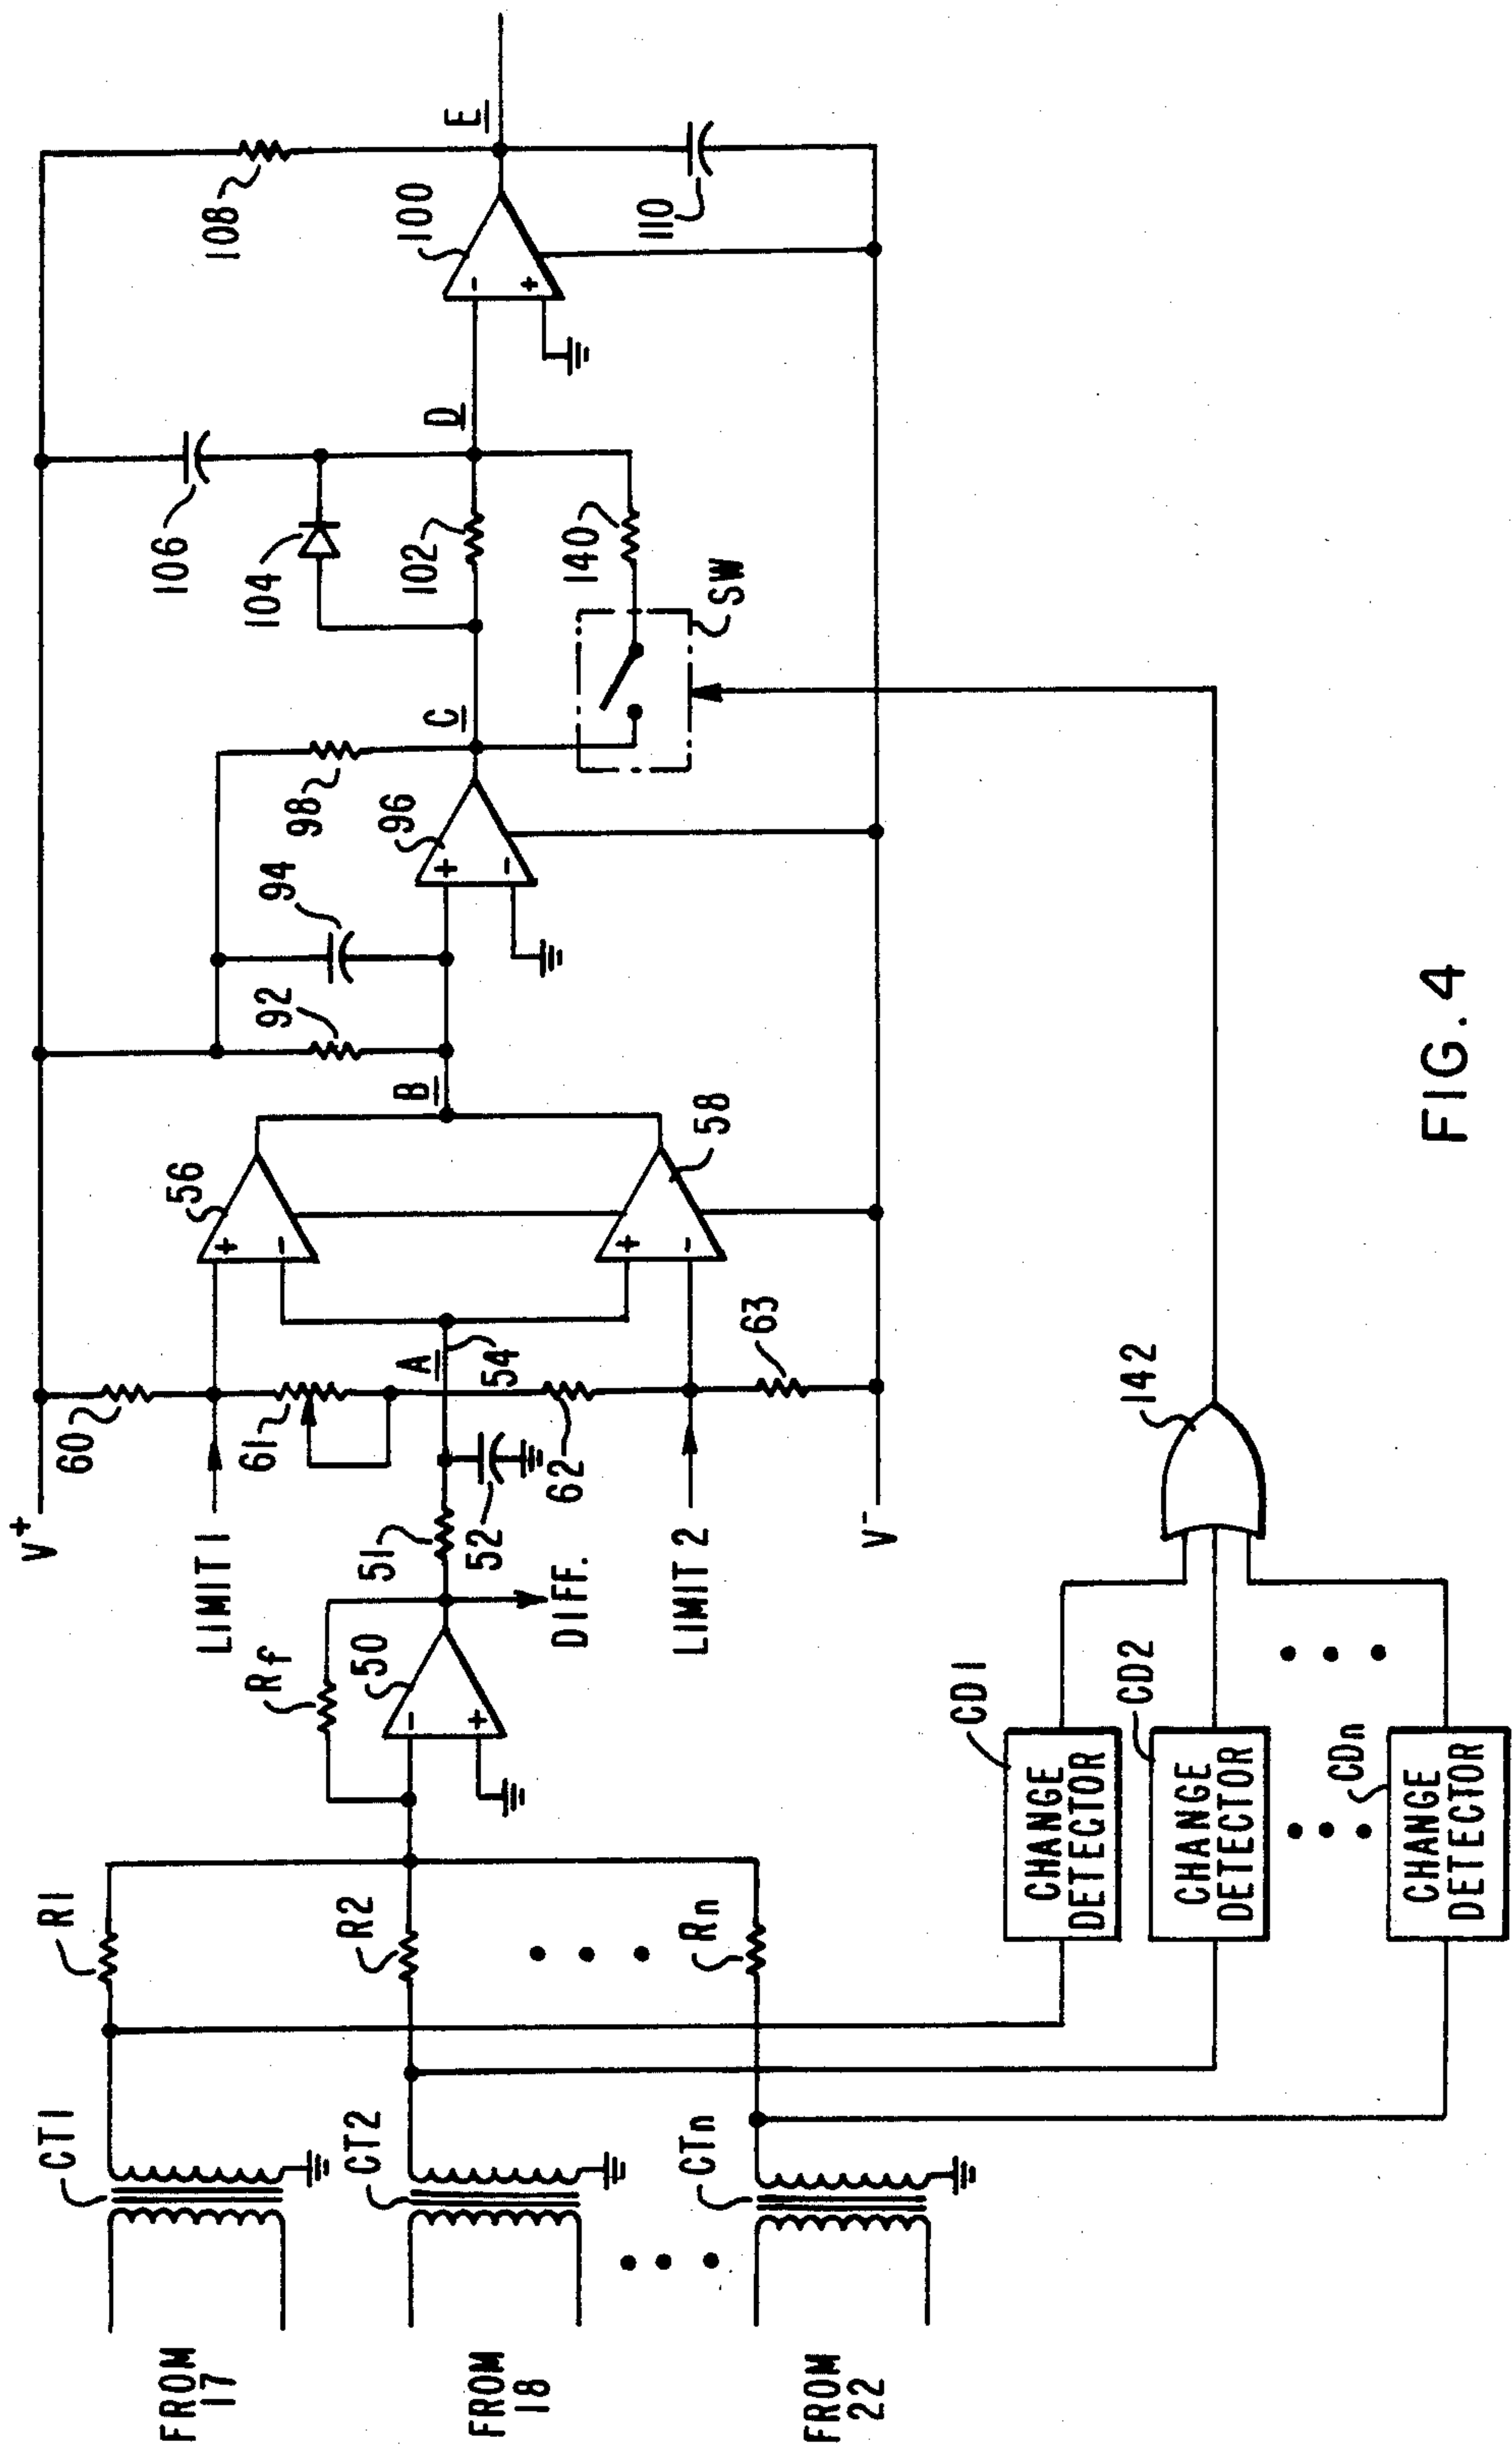 V+
60
LIMIT 1
61
Rf
50
51
DIFF.
52
62
LIMIT 2
V-
A
54
63
56
58
B
92
94
96
98
C
SW
102
104
106
140
D
100
108
110
E
CT1
R1
CT2
R2
CTn
Rn
FROM
17
FROM
18
FROM
22
CD1
CHANGE
DETECTOR
CD2
CHANGE
DETECTOR
CDn
CHANGE
DETECTOR
142
+
-
+
-
-
+
+
-
-
+
FIG. 4